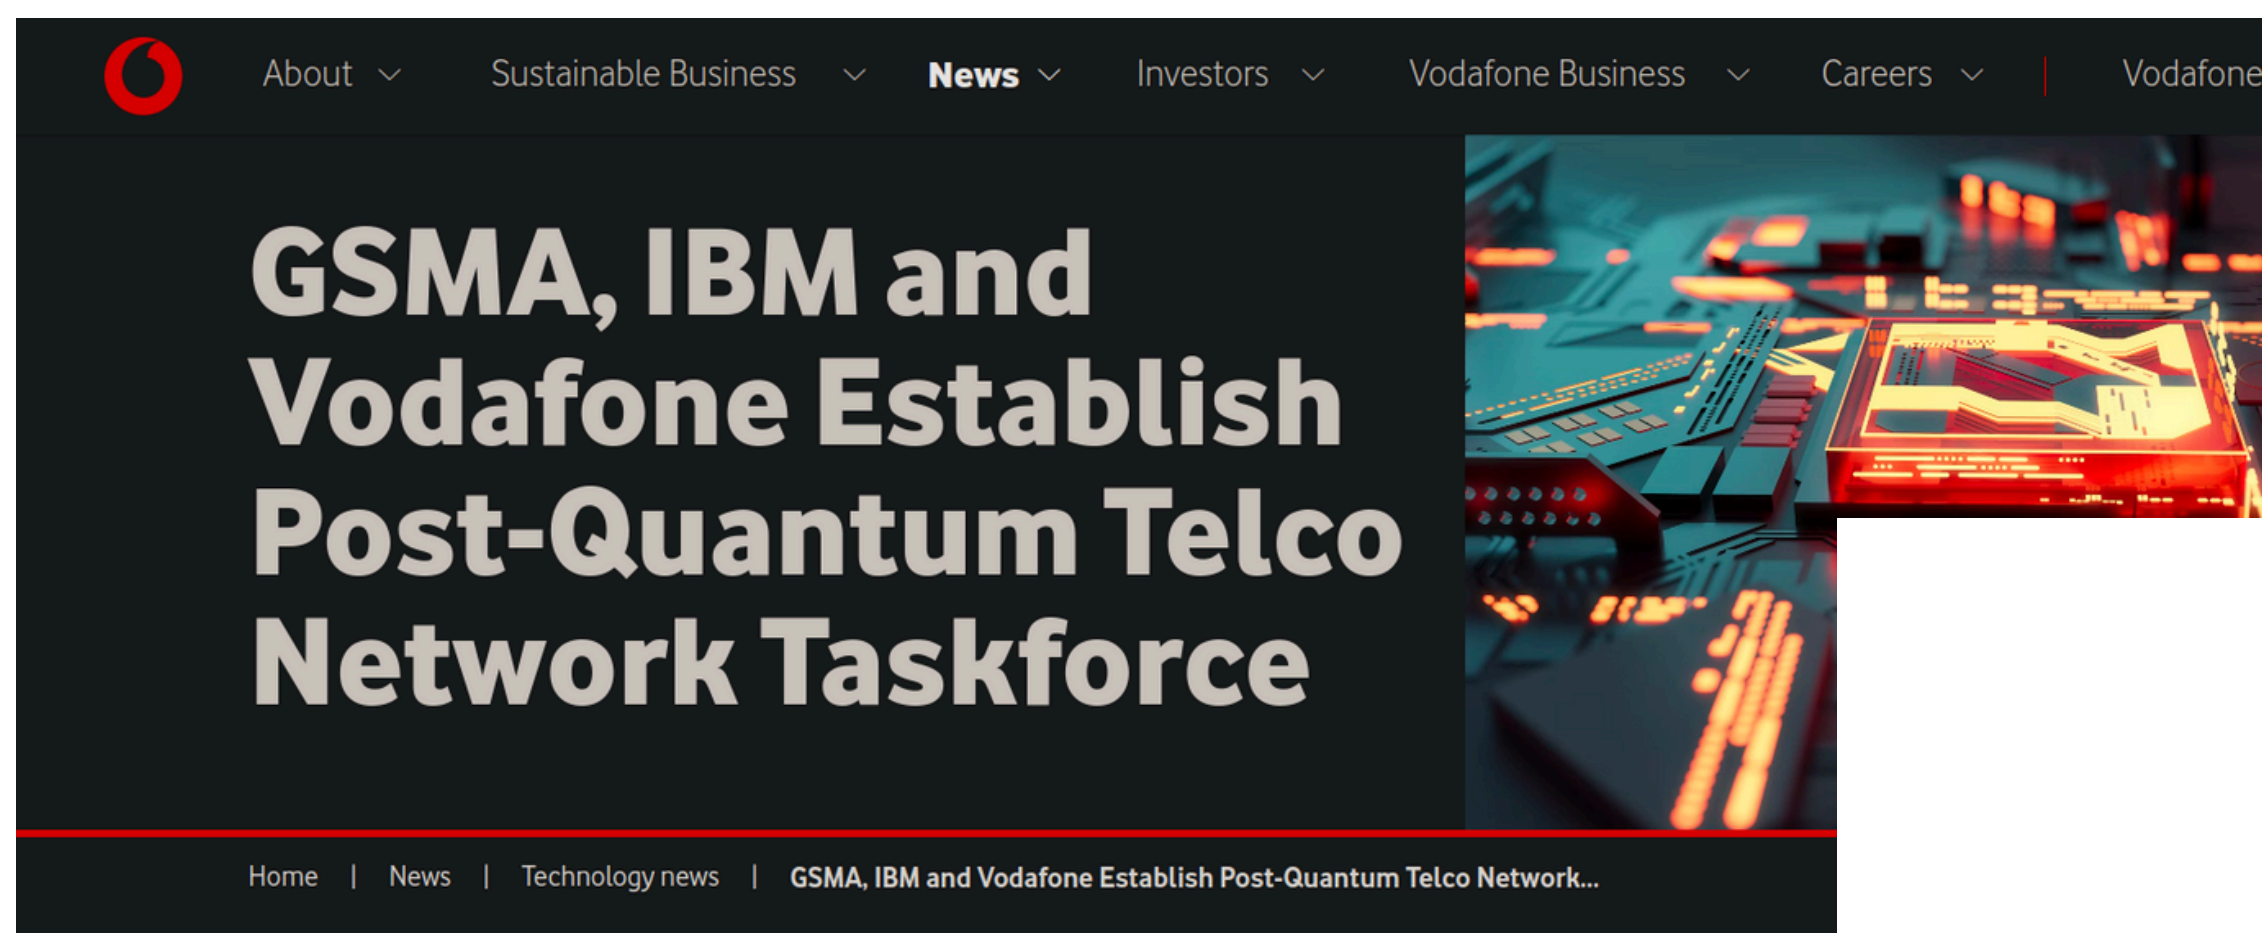 About Sustainable Business News Investors Vodafone Business Careers Vodafone
GSMA, IBM and
Vodafone Establish
Post-Quantum Telco
Network Taskforce
Home | News | Technology news | GSMA, IBM and Vodafone Establish Post-Quantum Telco Network...